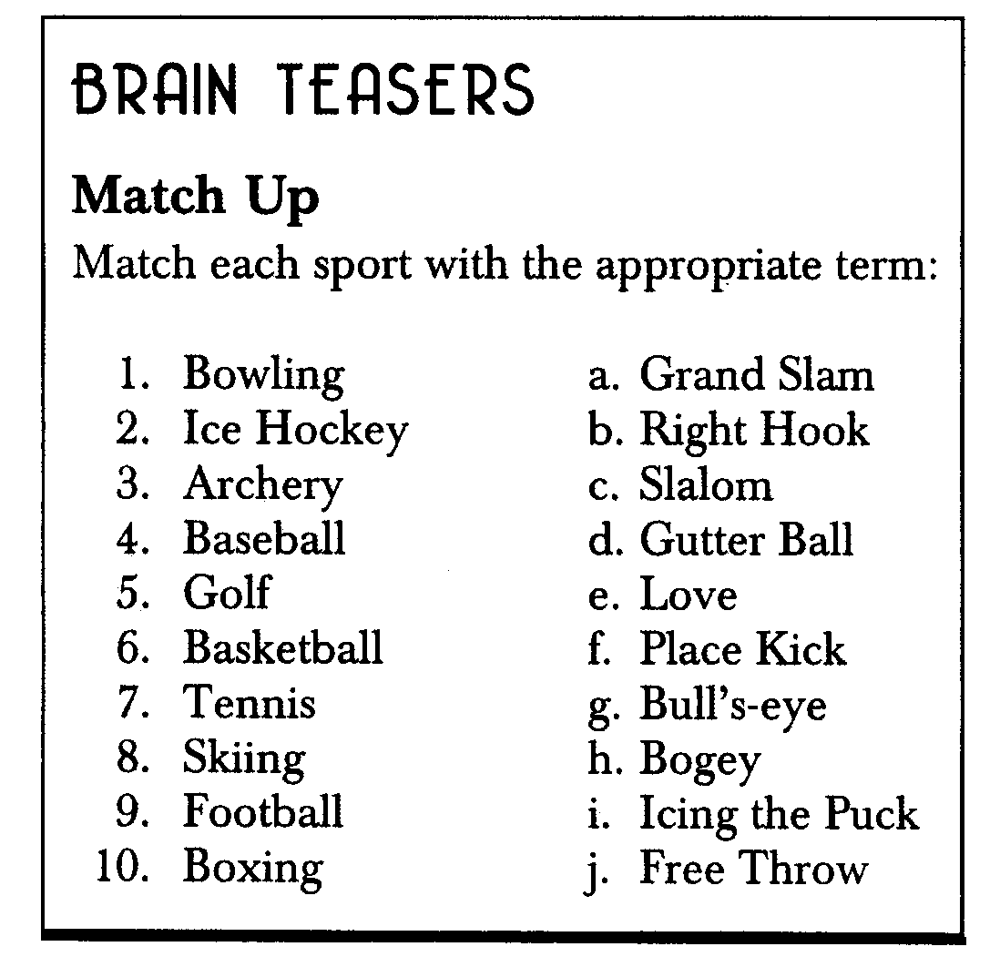 BRAIN TEASERS
Match Up
Match each sport with the appropriate term:
1. Bowling a. Grand Slam
2. Ice Hockey b. Right Hook
3. Archery c. Slalom
4. Baseball d. Gutter Ball
5. Golf e. Love
6. Basketball f. Place Kick
7. Tennis g. Bull's-eye
8. Skiing h. Bogey
9. Football i. Icing the Puck
10. Boxing j. Free Throw